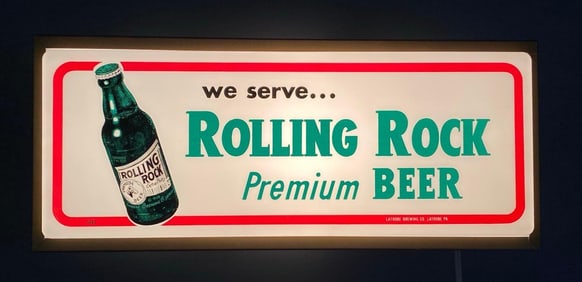 we serve...
ROLLING ROCK
Premium BEER
ROLLING
ROCK
LATROBE BREWING CO. LATROBE, PA